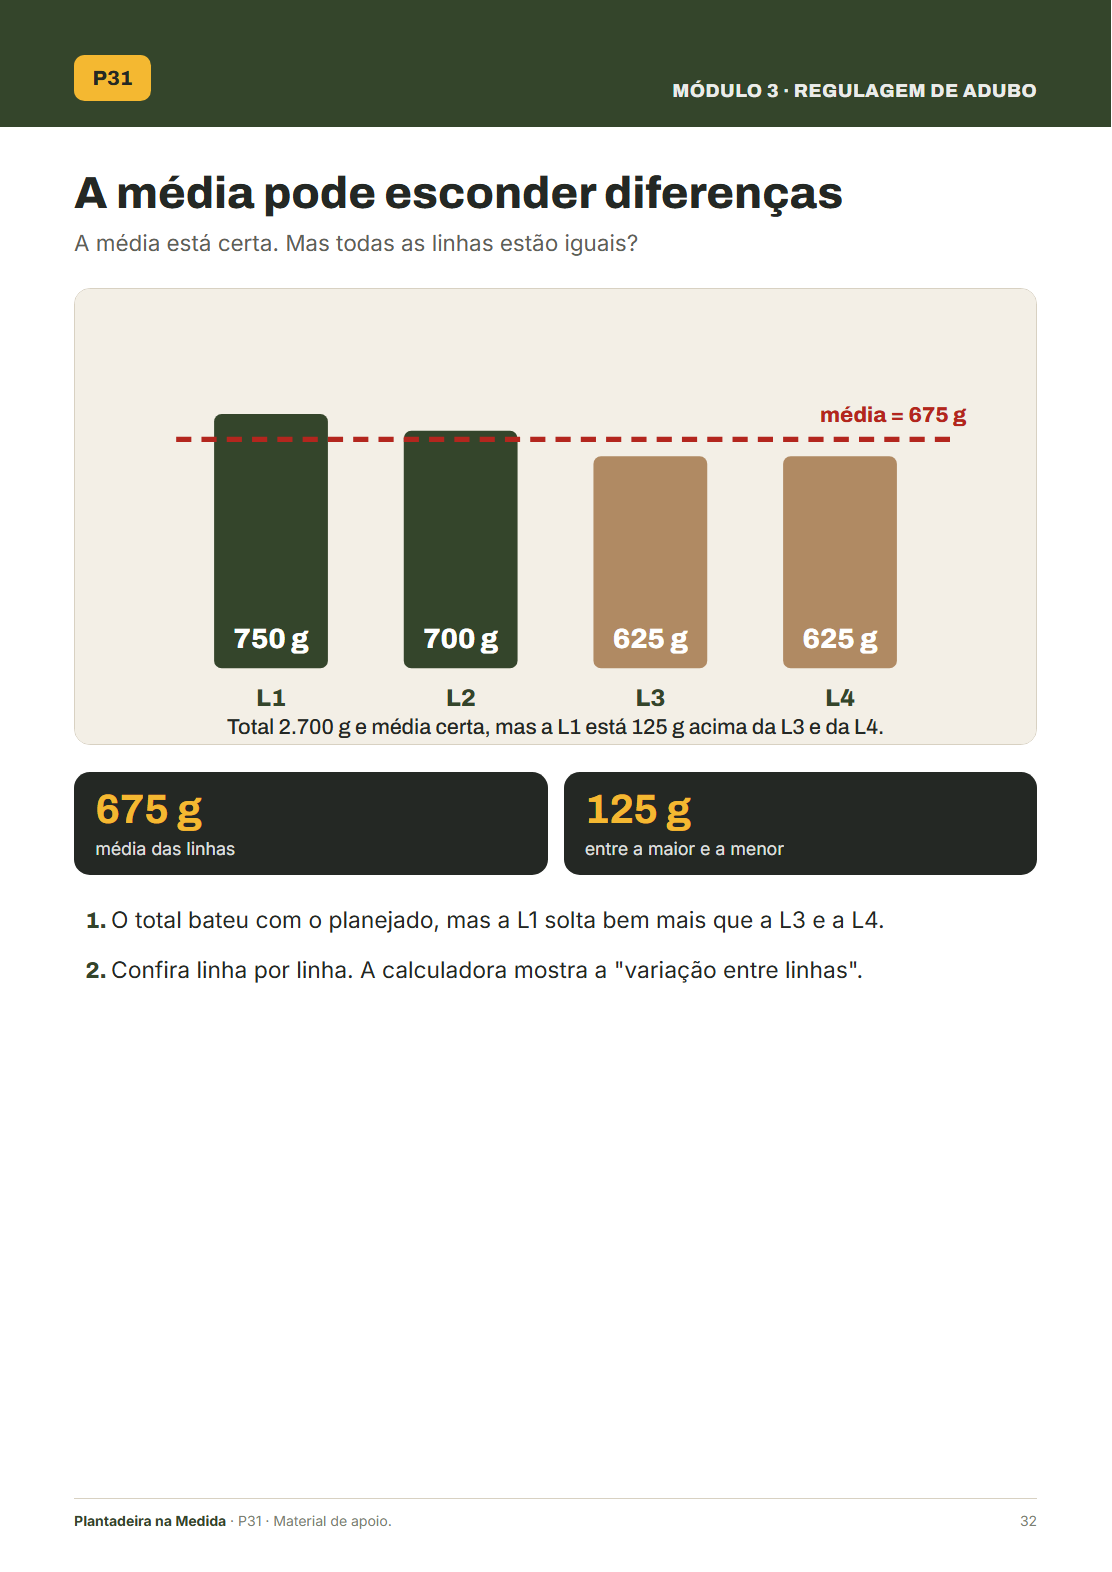 P31
MÓDULO 3 · REGULAGEM DE ADUBO
A média pode esconder diferenças
A média está certa. Mas todas as linhas estão iguais?
média = 675 g
750 g
700 g
625 g
625 g
L1
L2
L3
L4
Total 2.700 g e média certa, mas a L1 está 125 g acima da L3 e da L4.
675 g
média das linhas
125 g
entre a maior e a menor
1. O total bateu com o planejado, mas a L1 solta bem mais que a L3 e a L4.
2. Confira linha por linha. A calculadora mostra a "variação entre linhas".
Plantadeira na Medida · P31 · Material de apoio.
32